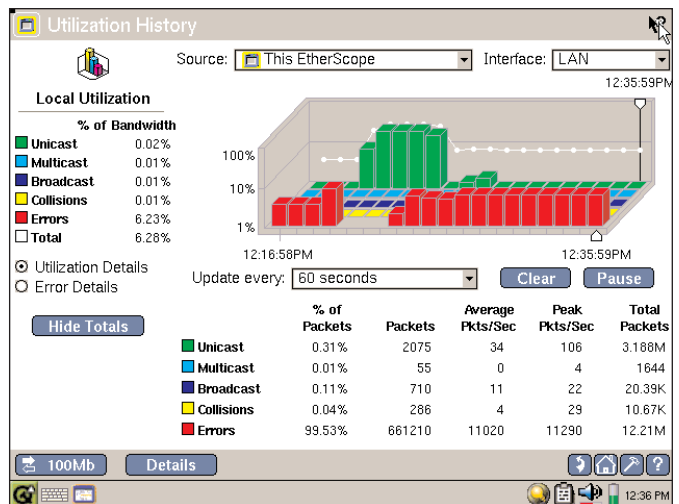 Utilization History
Source: This EtherScope Interface: LAN
12:35:59PM
Local Utilization
% of Bandwidth
Unicast 0.02%
Multicast 0.01%
Broadcast 0.01%
Collisions 0.01%
Errors 6.23%
Total 6.28%
100%
10%
1%
12:16:58PM 12:35:59PM
Utilization Details
Error Details
Update every: 60 seconds Clear Pause
Hide Totals
% of Packets Packets Average Pkts/Sec Peak Pkts/Sec Total Packets
Unicast 0.31% 2075 34 106 3.188M
Multicast 0.01% 55 0 4 1644
Broadcast 0.11% 710 11 22 20.39K
Collisions 0.04% 286 4 29 10.67K
Errors 99.53% 661210 11020 11290 12.21M
100Mb Details ?
12:36 PM